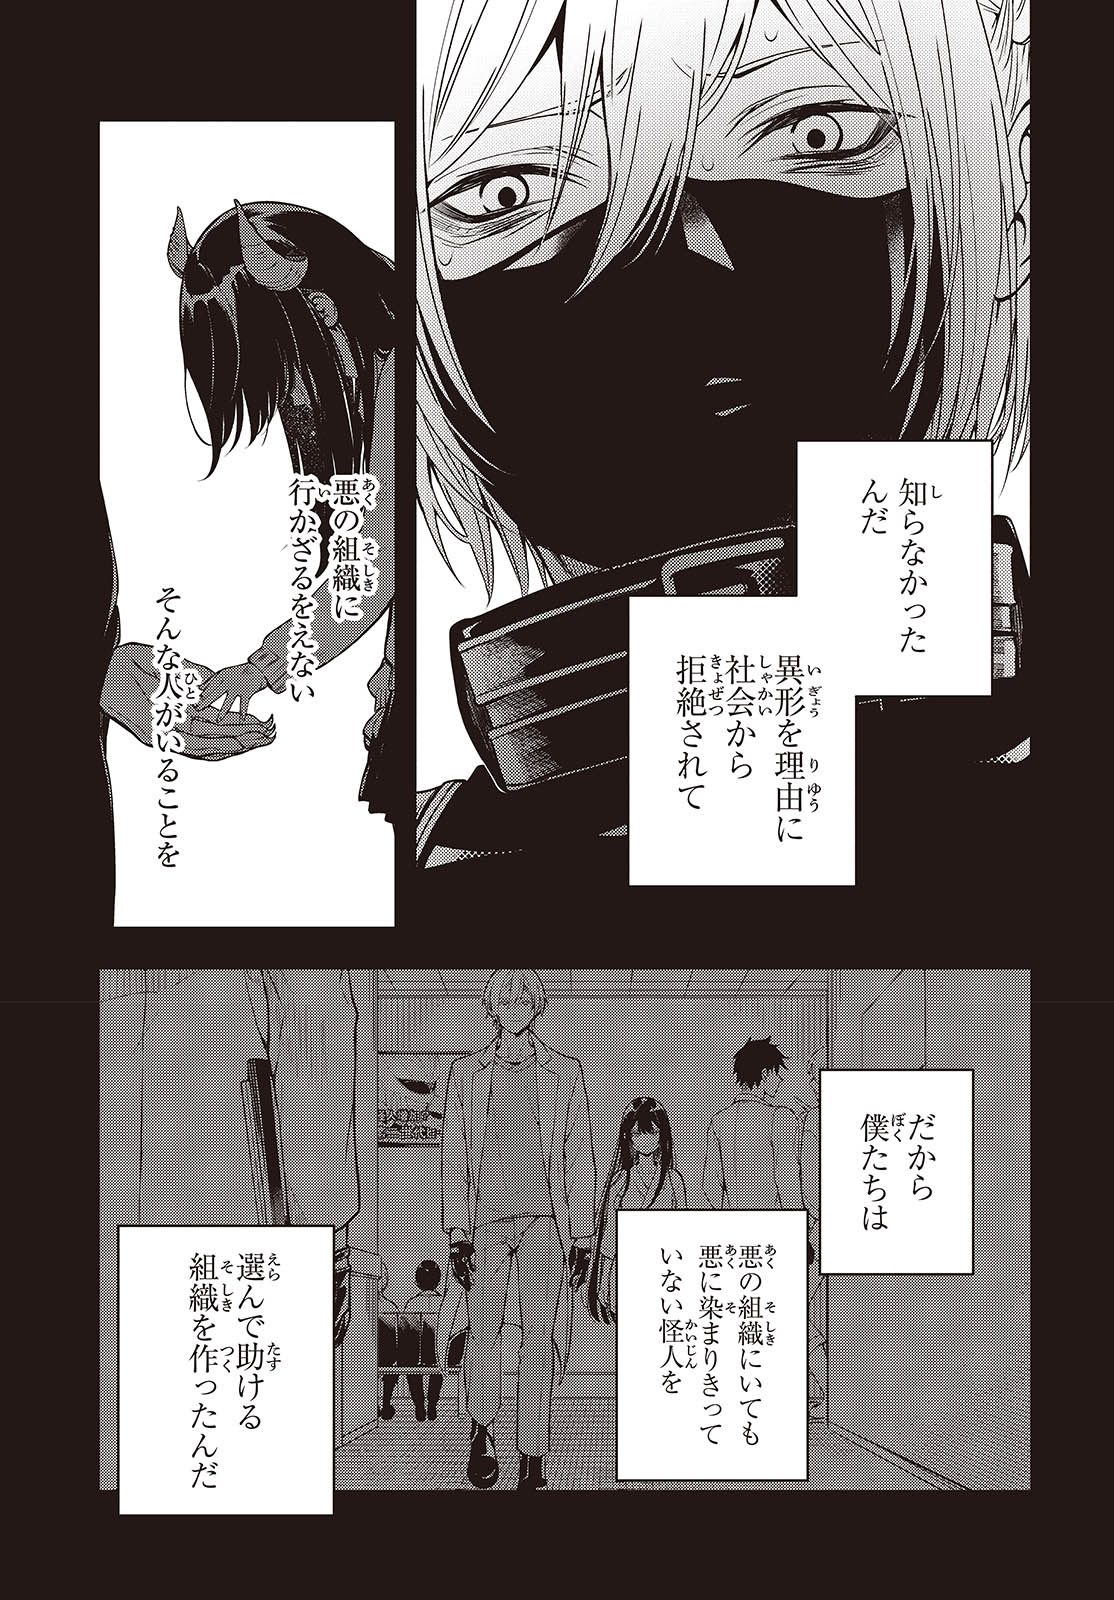 知らなかった
んだ
異形を理由に
社会から
拒絶されて
悪の組織に
行かざるをえない
そんな人がいることを
だから
僕たちは
悪の組織にいても
悪に染まりきって
いない怪人を
選んで助ける
組織を作ったんだ